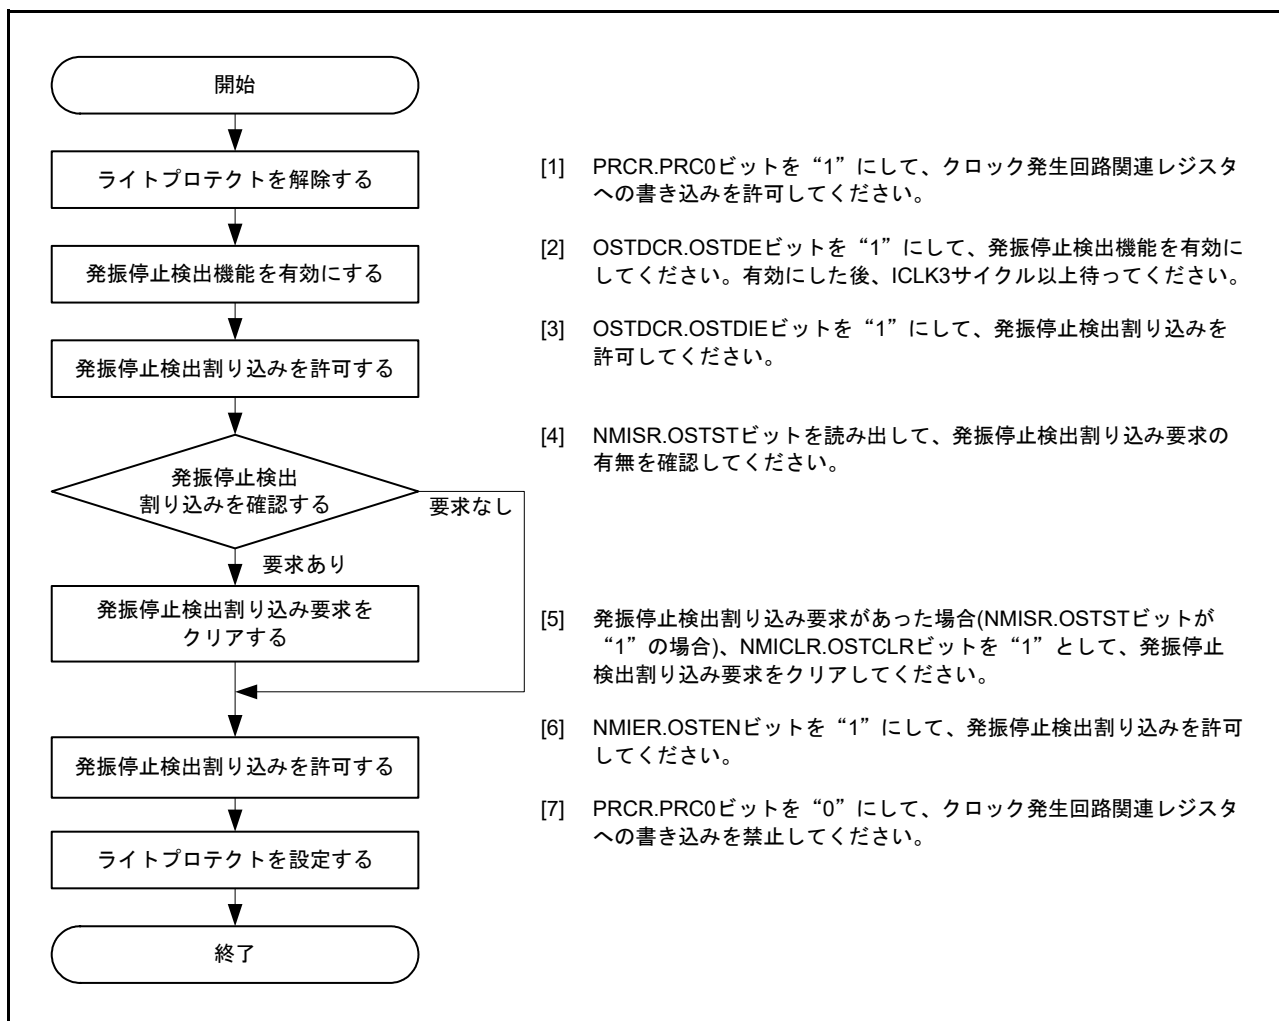 開始
ライトプロテクトを解除する
発振停止検出機能を有効にする
発振停止検出割り込みを許可する
発振停止検出
割り込みを確認する
要求なし
要求あり
発振停止検出割り込み要求を
クリアする
発振停止検出割り込みを許可する
ライトプロテクトを設定する
終了
[1] PRCR.PRC0ビットを“1”にして、クロック発生回路関連レジスタ
への書き込みを許可してください。
[2] OSTDCR.OSTDEビットを“1”にして、発振停止検出機能を有効に
してください。有効にした後、ICLK3サイクル以上待ってください。
[3] OSTDCR.OSTDIEビットを“1”にして、発振停止検出割り込みを
許可してください。
[4] NMISR.OSTSTビットを読み出して、発振停止検出割り込み要求の
有無を確認してください。
[5] 発振停止検出割り込み要求があった場合(NMISR.OSTSTビットが
“1”の場合)、NMICLR.OSTCLRビットを“1”として、発振停止
検出割り込み要求をクリアしてください。
[6] NMIER.OSTENビットを“1”にして、発振停止検出割り込みを許可
してください。
[7] PRCR.PRC0ビットを“0”にして、クロック発生回路関連レジスタ
への書き込みを禁止してください。